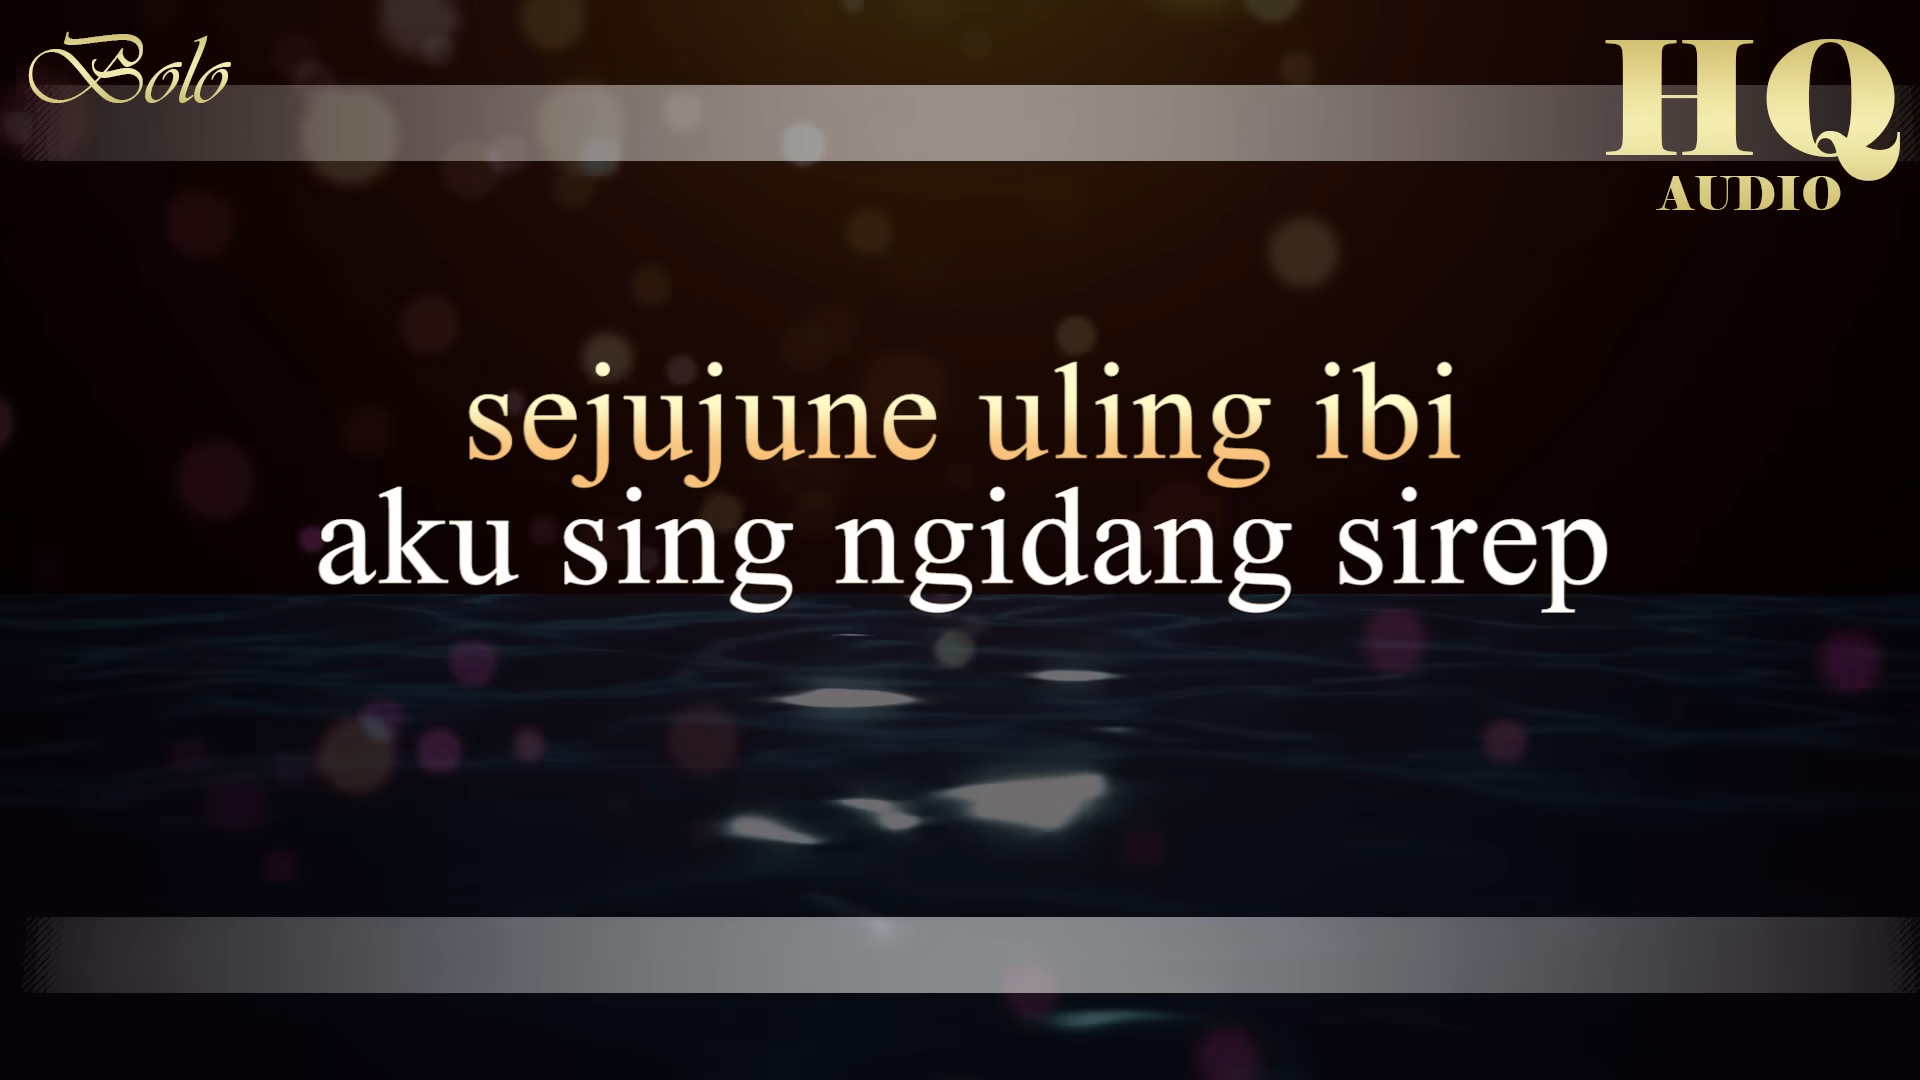 Bolo
HQ
AUDIO
sejujune uling ibi
aku sing ngidang sirep